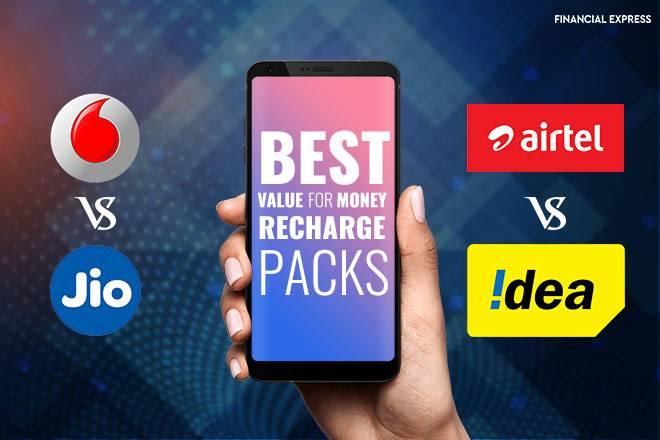 FINANCIAL EXPRESS
VS
Jio
BEST
VALUE FOR MONEY
RECHARGE
PACKS
airtel
VS
!dea